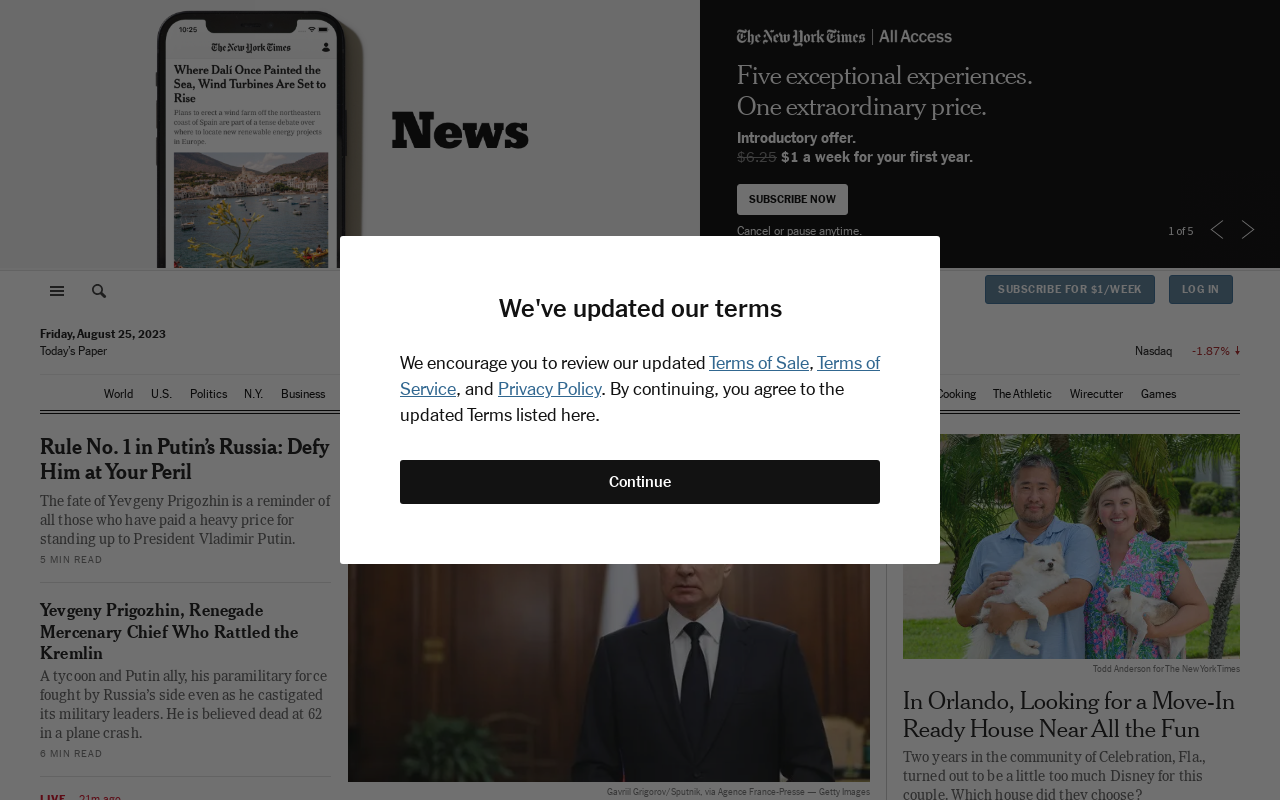 10:25
The New York Times
Where Dalí Once Painted the
Sea, Wind Turbines Are Set to
Rise
Plans to erect a wind farm off the northeastern
coast of Spain are part of a tense debate over
where to locate new renewable energy projects
in Europe.
News
The New York Times | All Access
Five exceptional experiences.
One extraordinary price.
Introductory offer.
$6.25 $1 a week for your first year.
SUBSCRIBE NOW
Cancel or pause anytime.
1 of 5
SUBSCRIBE FOR $1/WEEK
LOG IN
Friday, August 25, 2023
Today's Paper
Nasdaq -1.87%
World U.S. Politics N.Y. Business
Cooking The Athletic Wirecutter Games
We've updated our terms
We encourage you to review our updated Terms of Sale, Terms of
Service, and Privacy Policy. By continuing, you agree to the
updated Terms listed here.
Continue
Rule No. 1 in Putin's Russia: Defy
Him at Your Peril
The fate of Yevgeny Prigozhin is a reminder of
all those who have paid a heavy price for
standing up to President Vladimir Putin.
5 MIN READ
Yevgeny Prigozhin, Renegade
Mercenary Chief Who Rattled the
Kremlin
A tycoon and Putin ally, his paramilitary force
fought by Russia's side even as he castigated
its military leaders. He is believed dead at 62
in a plane crash.
6 MIN READ
LIVE 21m ago
Gavriil Grigorov/Sputnik, via Agence France-Presse — Getty Images
Todd Anderson for The New York Times
In Orlando, Looking for a Move-In
Ready House Near All the Fun
Two years in the community of Celebration, Fla.,
turned out to be a little too much Disney for this
couple. Which house did they choose?